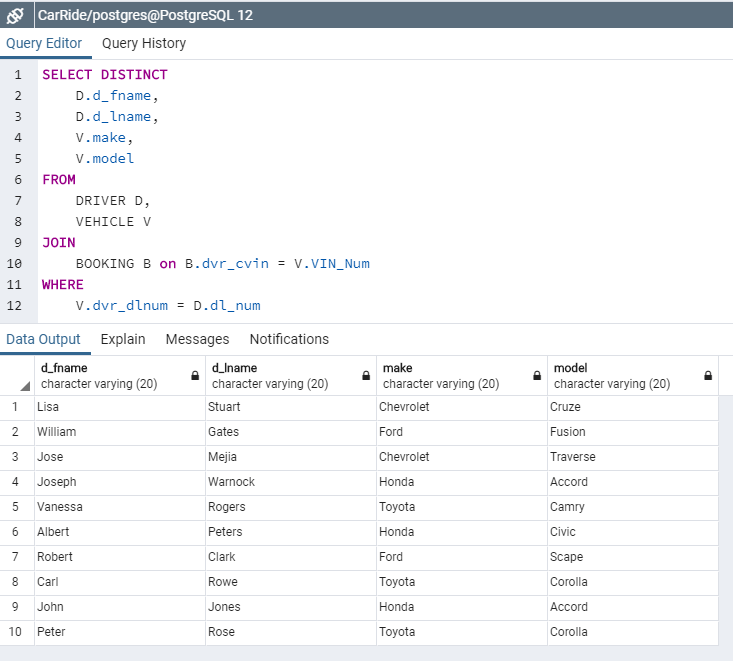 CarRide/postgres@PostgreSQL 12
Query Editor Query History
1 SELECT DISTINCT
2 D.d_fname,
3 D.d_lname,
4 V.make,
5 V.model
6 FROM
7 DRIVER D,
8 VEHICLE V
9 JOIN
10 BOOKING B on B.dvr_cvin = V.VIN_Num
11 WHERE
12 V.dvr_dlnum = D.dl_num
Data Output Explain Messages Notifications
d_fname d_lname make model
character varying (20) character varying (20) character varying (20) character varying (20)
1 Lisa Stuart Chevrolet Cruze
2 William Gates Ford Fusion
3 Jose Mejia Chevrolet Traverse
4 Joseph Warnock Honda Accord
5 Vanessa Rogers Toyota Camry
6 Albert Peters Honda Civic
7 Robert Clark Ford Scape
8 Carl Rowe Toyota Corolla
9 John Jones Honda Accord
10 Peter Rose Toyota Corolla